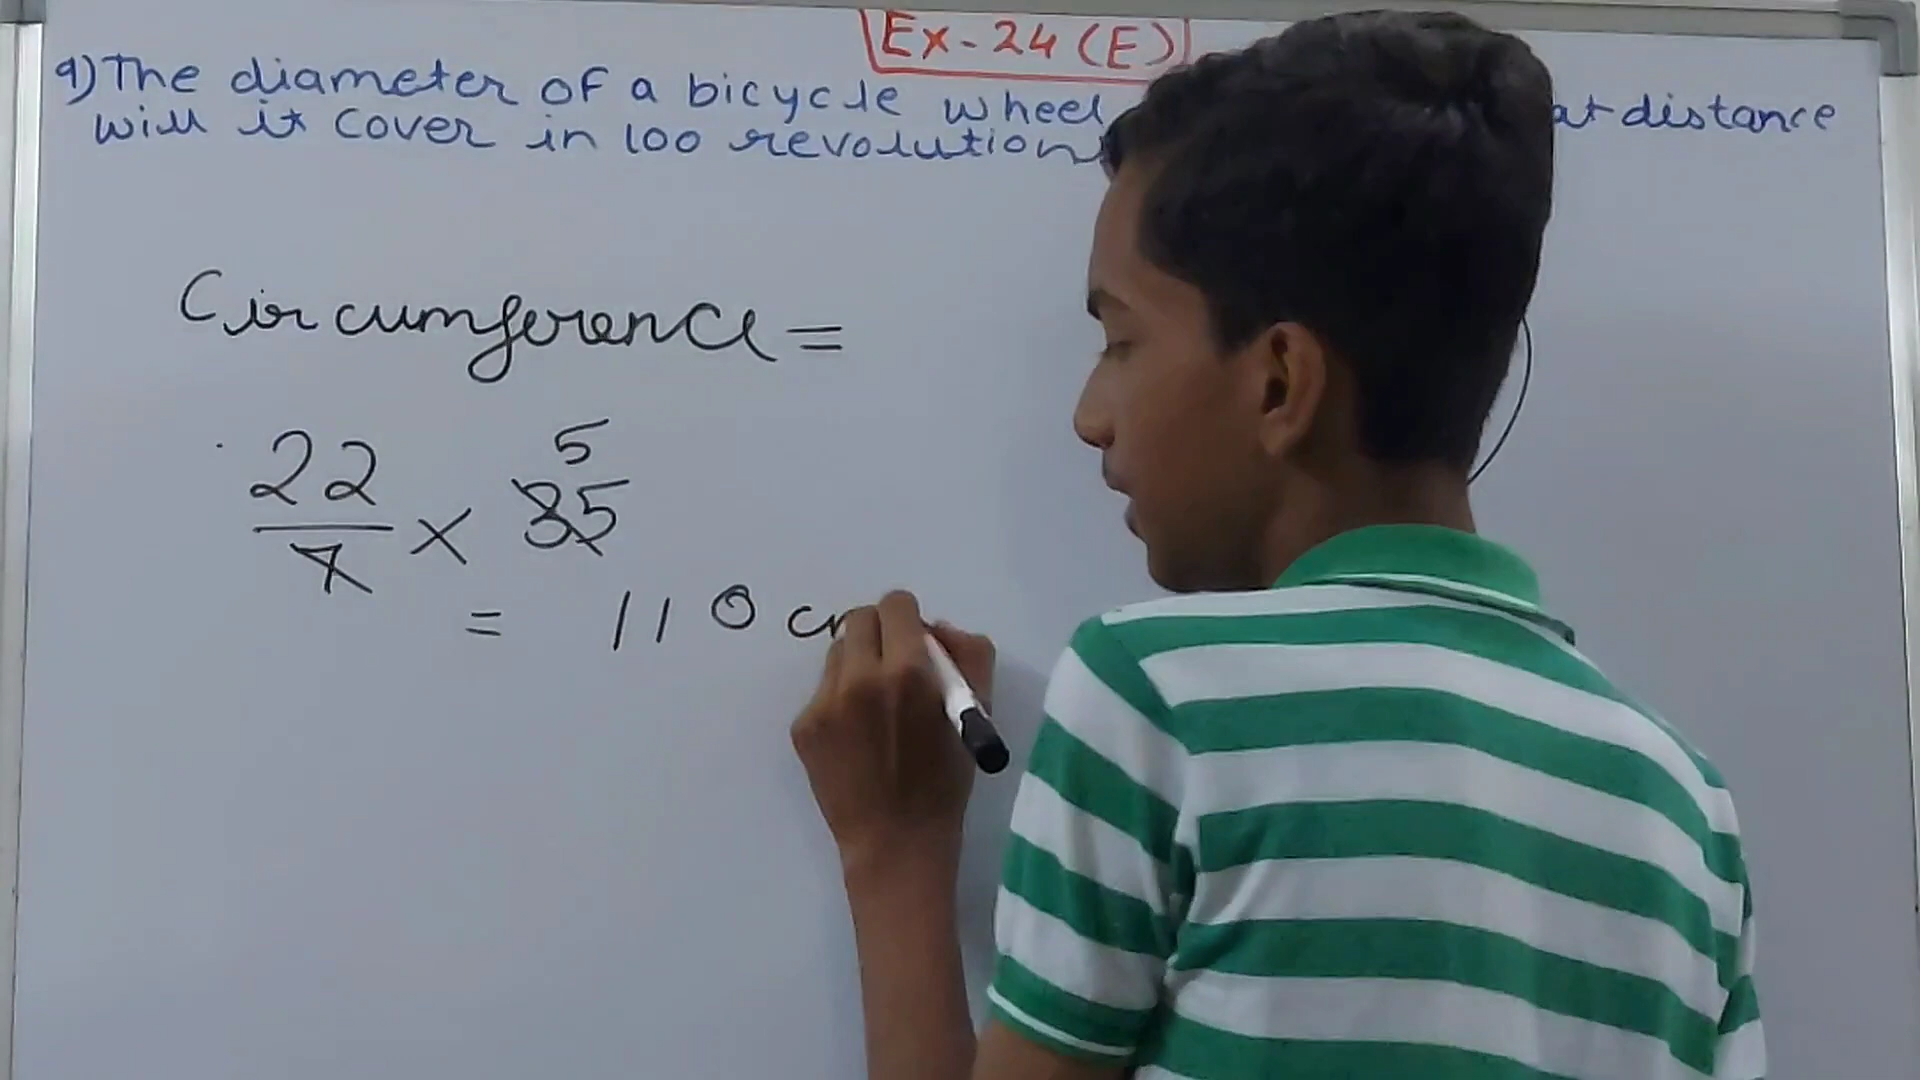 Ex-24(E)
9) The diameter of a bicycle wheel at distance
will it cover in 100 revolution
Circumference =
5
22/7 × 35
= 110 cm